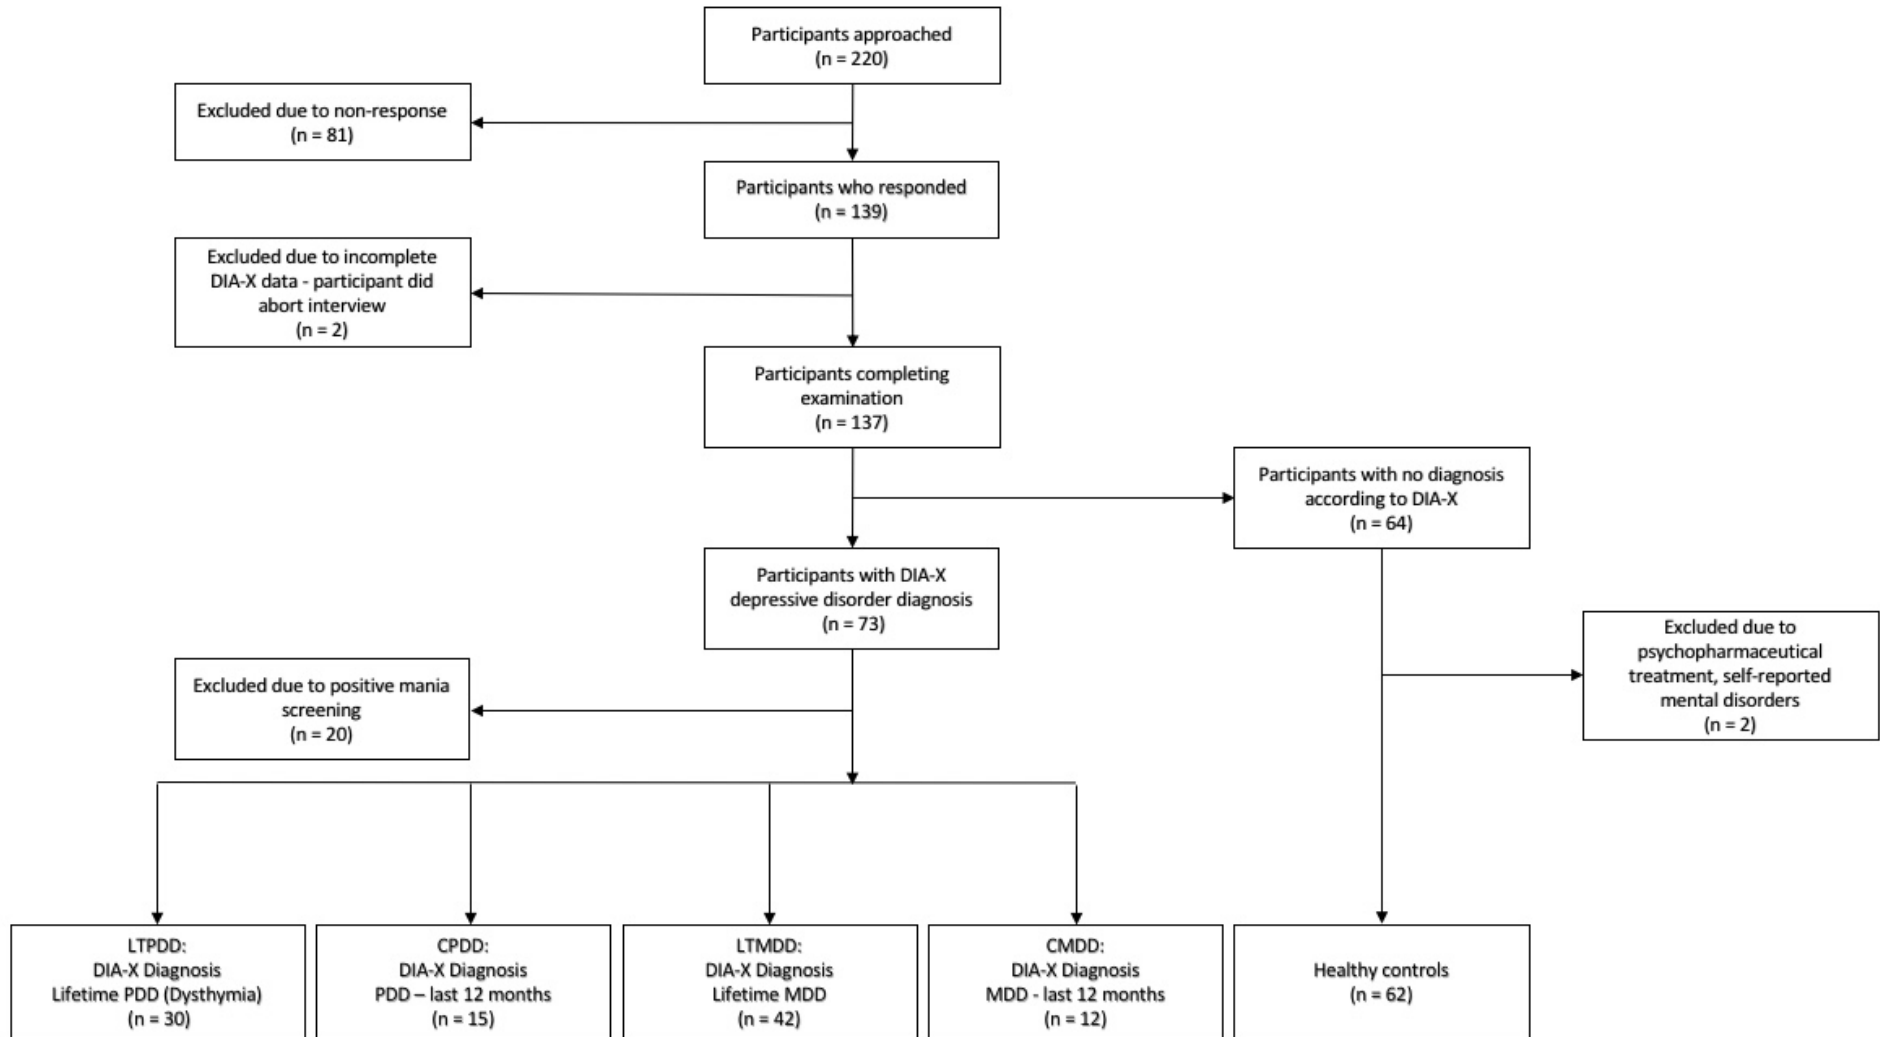 Participants approached
(n = 220)
Excluded due to non-response
(n = 81)
Participants who responded
(n = 139)
Excluded due to incomplete
DIA-X data - participant did
abort interview
(n = 2)
Participants completing
examination
(n = 137)
Participants with no diagnosis
according to DIA-X
(n = 64)
Participants with DIA-X
depressive disorder diagnosis
(n = 73)
Excluded due to
psychopharmaceutical
treatment, self-reported
mental disorders
(n = 2)
Excluded due to positive mania
screening
(n = 20)
LTPDD:
DIA-X Diagnosis
Lifetime PDD (Dysthymia)
(n = 30)
CPDD:
DIA-X Diagnosis
PDD – last 12 months
(n = 15)
LTMDD:
DIA-X Diagnosis
Lifetime MDD
(n = 42)
CMDD:
DIA-X Diagnosis
MDD - last 12 months
(n = 12)
Healthy controls
(n = 62)